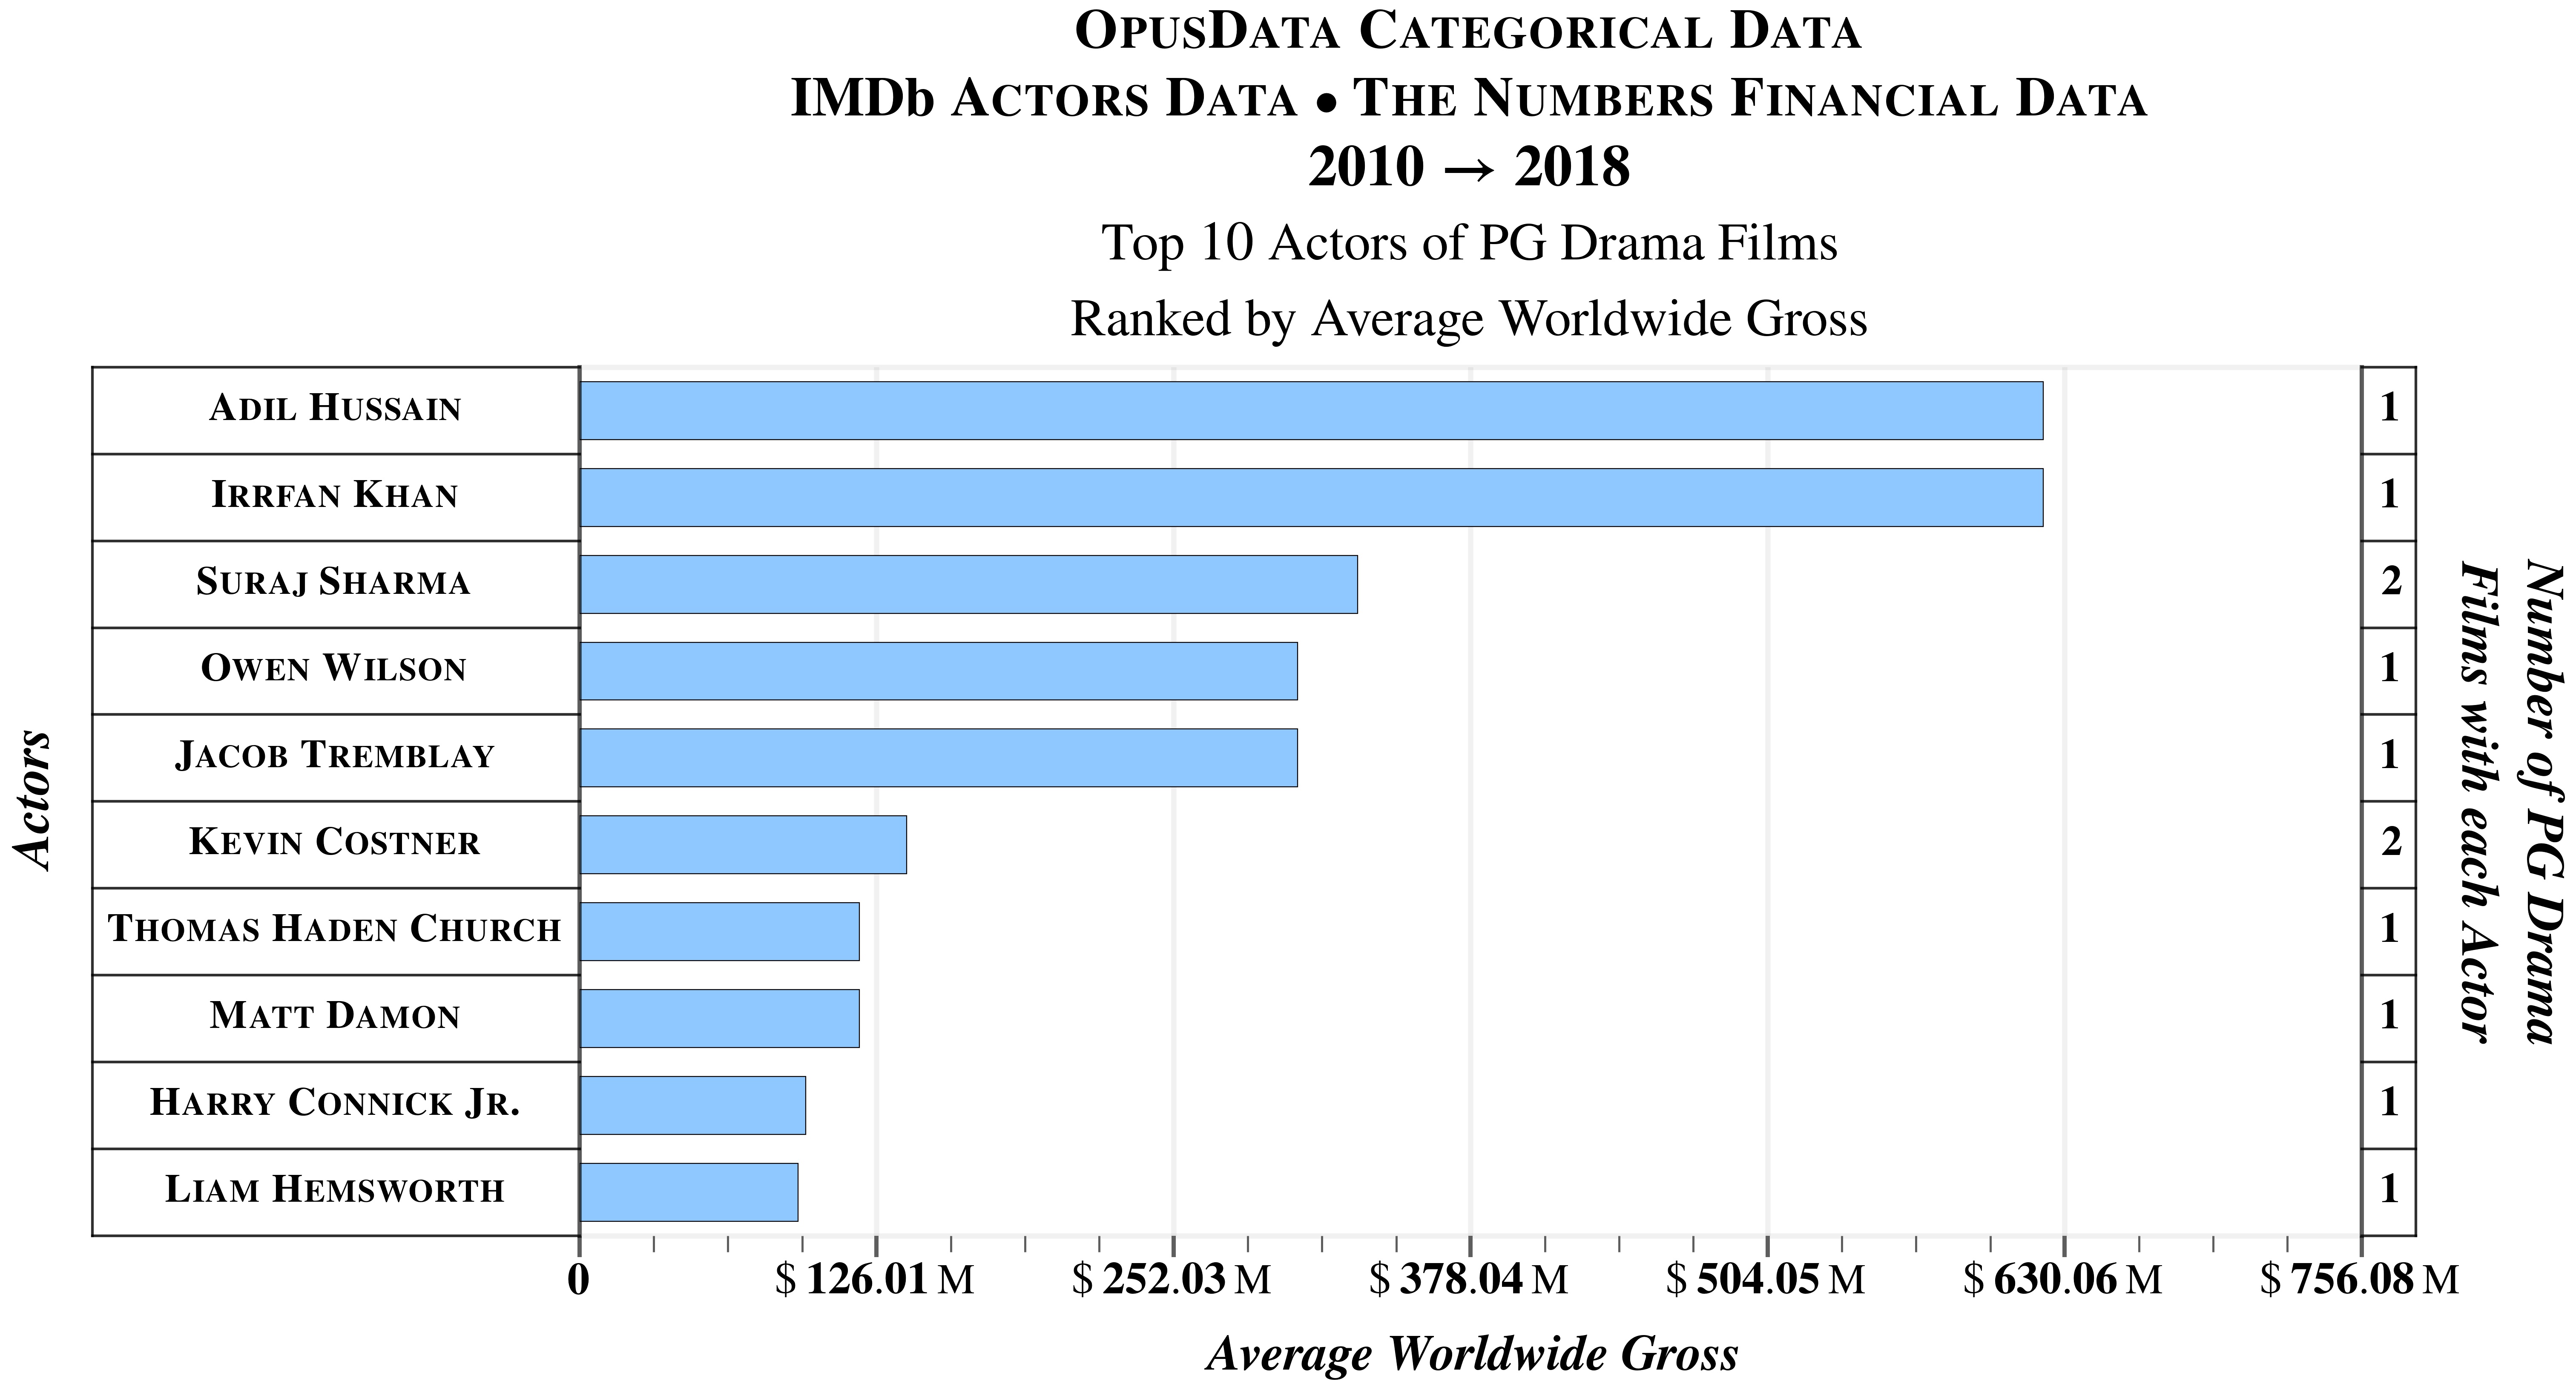 OpusData Categorical Data
IMDb Actors Data • The Numbers Financial Data
2010 → 2018
Top 10 Actors of PG Drama Films
Ranked by Average Worldwide Gross
Actors
Adil Hussain 1
Irrfan Khan 1
Suraj Sharma 2
Owen Wilson 1
Jacob Tremblay 1
Kevin Costner 2
Thomas Haden Church 1
Matt Damon 1
Harry Connick Jr. 1
Liam Hemsworth 1
Number of PG Drama
Films with each Actor
0 $ 126.01 M $ 252.03 M $ 378.04 M $ 504.05 M $ 630.06 M $ 756.08 M
Average Worldwide Gross